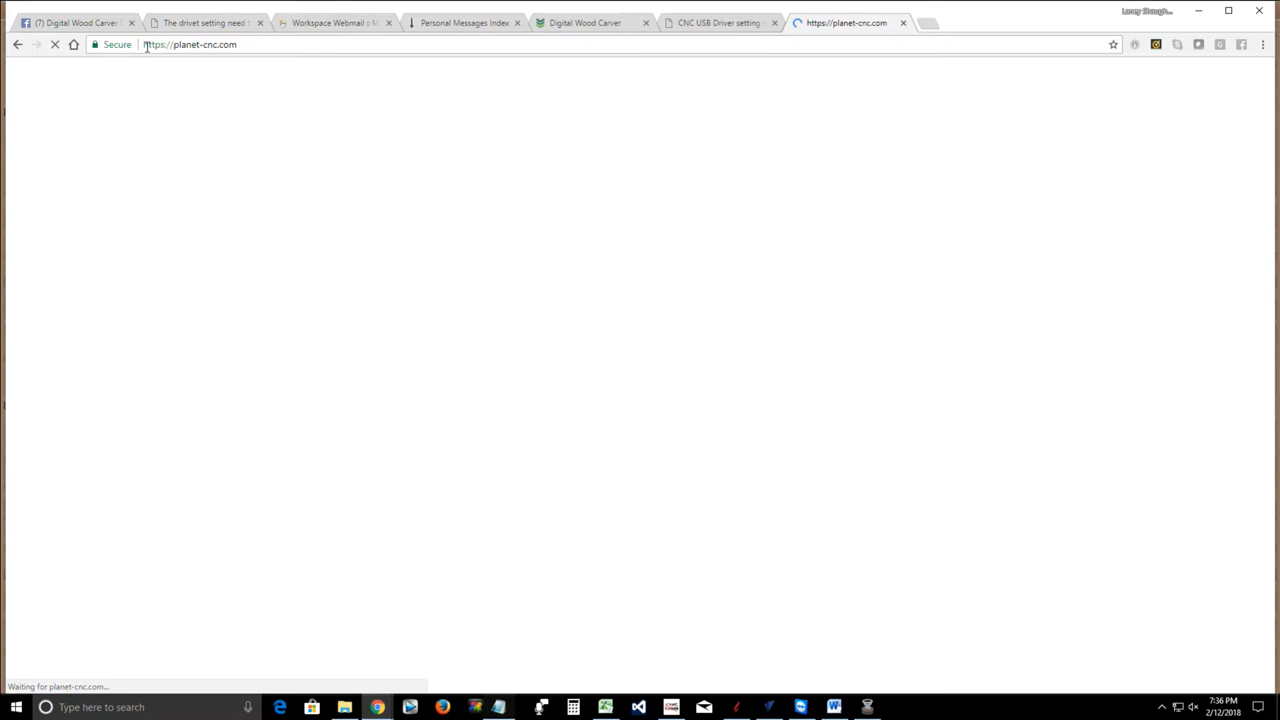 Laney Shaugh...
(7) Digital Wood Carver
The drivet setting need t
Workspace Webmail :: M
Personal Messages Index
Digital Wood Carver
CNC USB Driver setting
https://planet-cnc.com
Secure
https://planet-cnc.com
Waiting for planet-cnc.com...
Type here to search
7:36 PM
2/12/2018